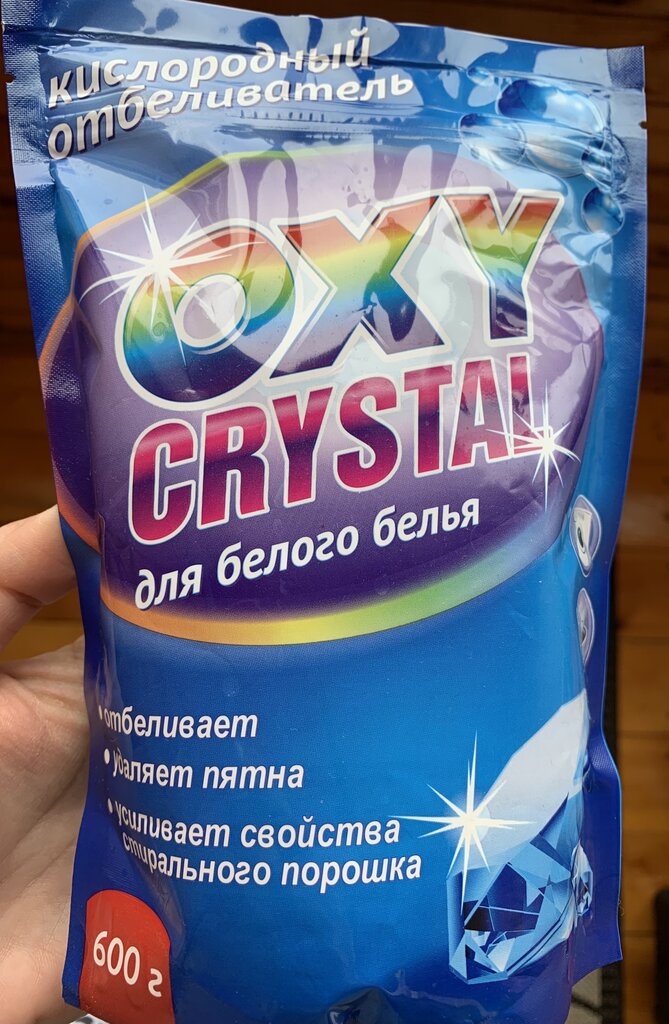 кислородный
отбеливатель
OXY
CRYSTAL
для белого белья
• отбеливает
• удаляет пятна
• усиливает свойства
стирального порошка
600 г